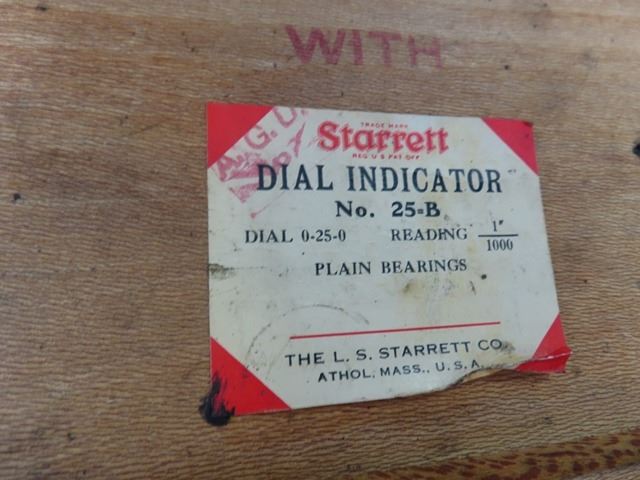 WITH
A.G.D.
TRADE MARK
Starrett
REG. U.S. PAT. OFF.
DIAL INDICATOR
No. 25-B
DIAL 0-25-0 READING 1"/1000
PLAIN BEARINGS
THE L. S. STARRETT CO.
ATHOL, MASS., U. S. A.